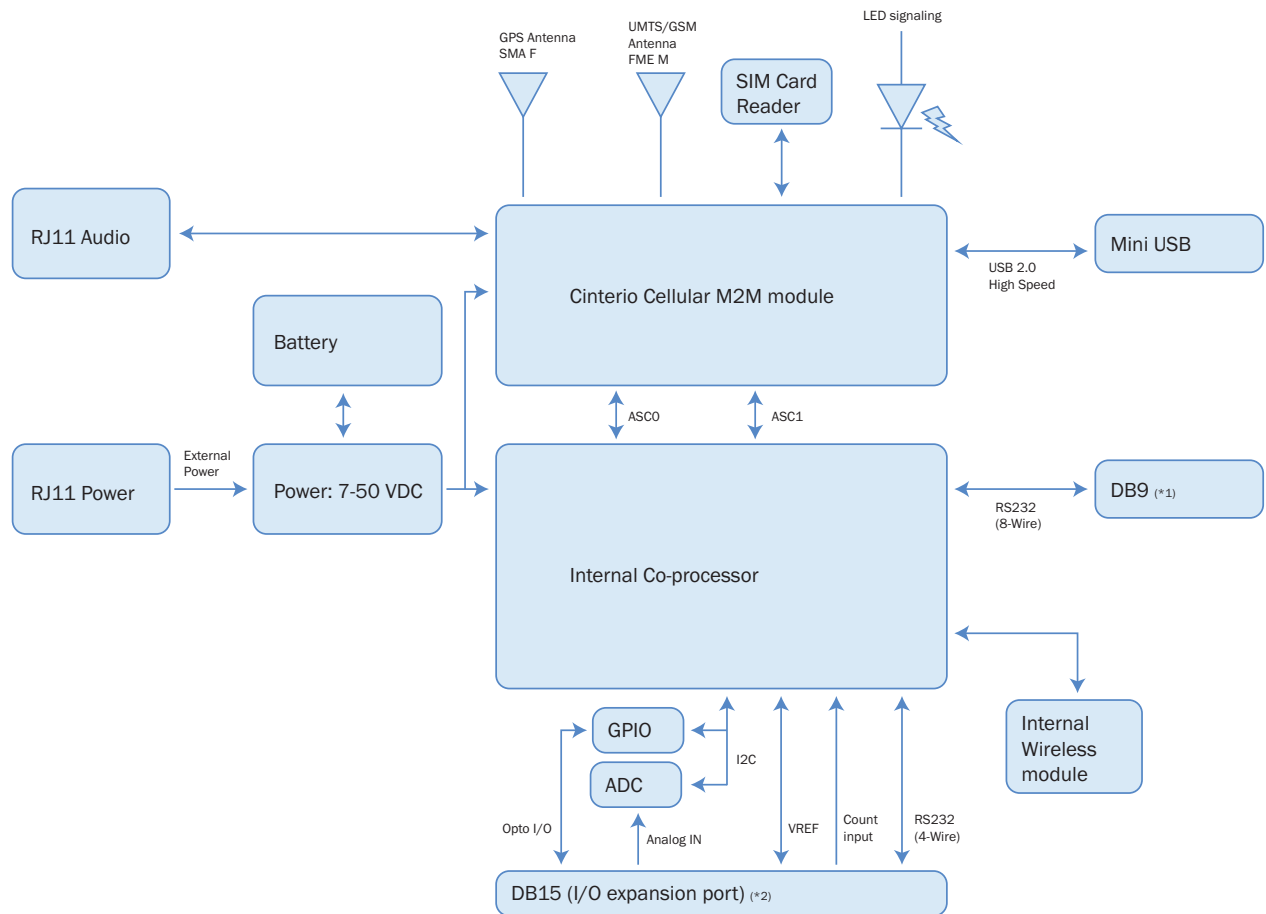 LED signaling
GPS Antenna
SMA F
UMTS/GSM
Antenna
FME M
SIM Card
Reader
RJ11 Audio
Cinterio Cellular M2M module
USB 2.0
High Speed
Mini USB
Battery
ASC0
ASC1
RJ11 Power
External
Power
Power: 7-50 VDC
Internal Co-processor
RS232
(8-Wire)
DB9 (*1)
Internal
Wireless
module
GPIO
ADC
I2C
Opto I/O
Analog IN
VREF
Count
input
RS232
(4-Wire)
DB15 (I/O expansion port) (*2)